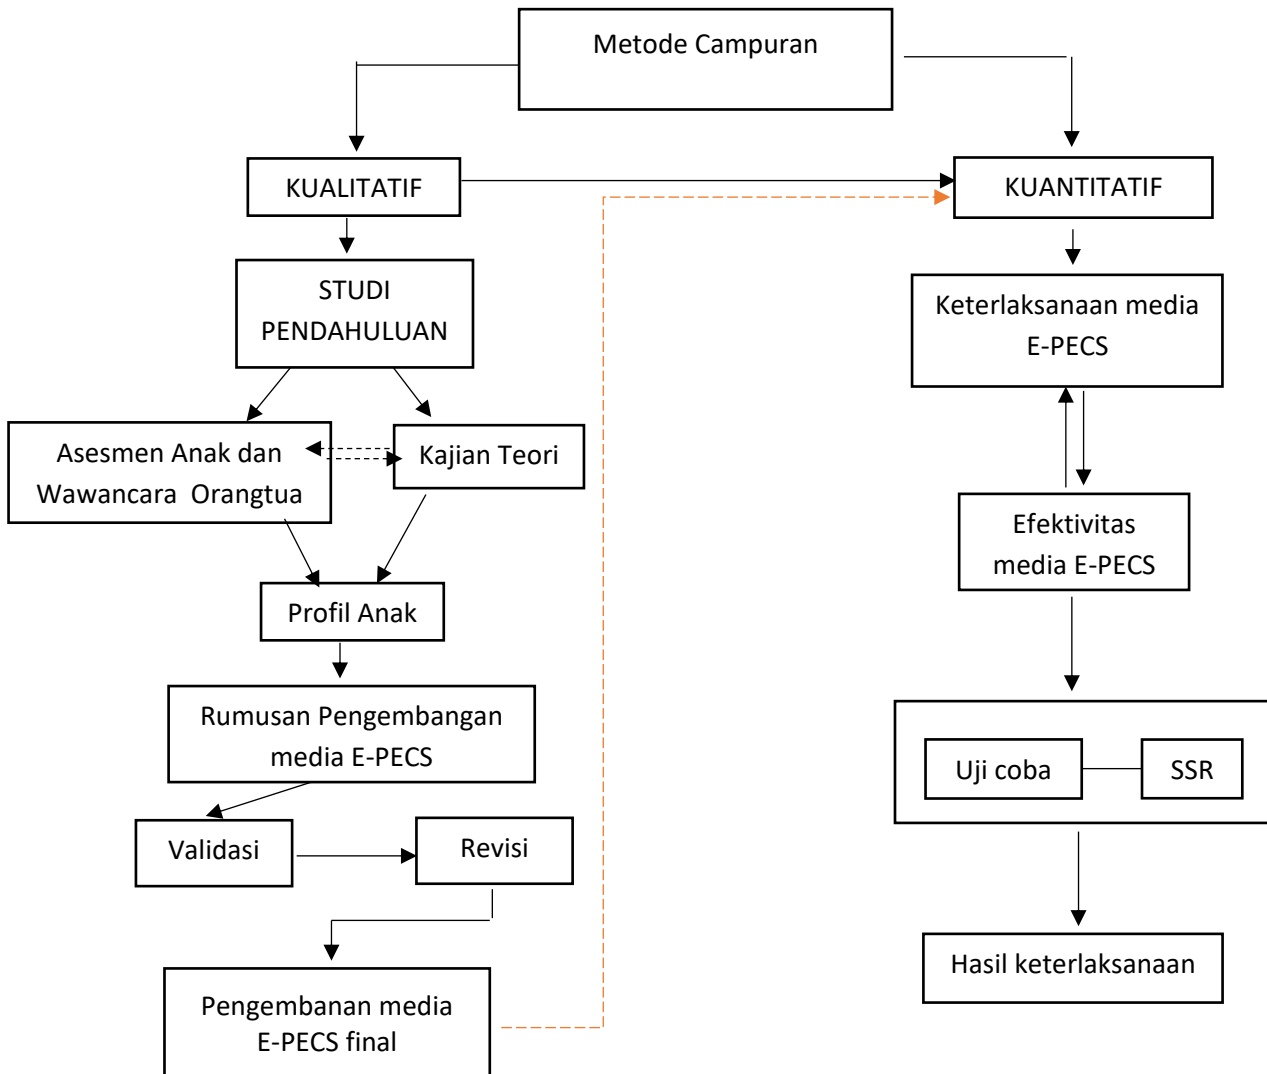 Metode Campuran
KUALITATIF
KUANTITATIF
STUDI
PENDAHULUAN
Keterlaksanaan media
E-PECS
Asesmen Anak dan
Wawancara Orangtua
Kajian Teori
Efektivitas
media E-PECS
Profil Anak
Rumusan Pengembangan
media E-PECS
Uji coba
SSR
Validasi
Revisi
Hasil keterlaksanaan
Pengembanan media
E-PECS final